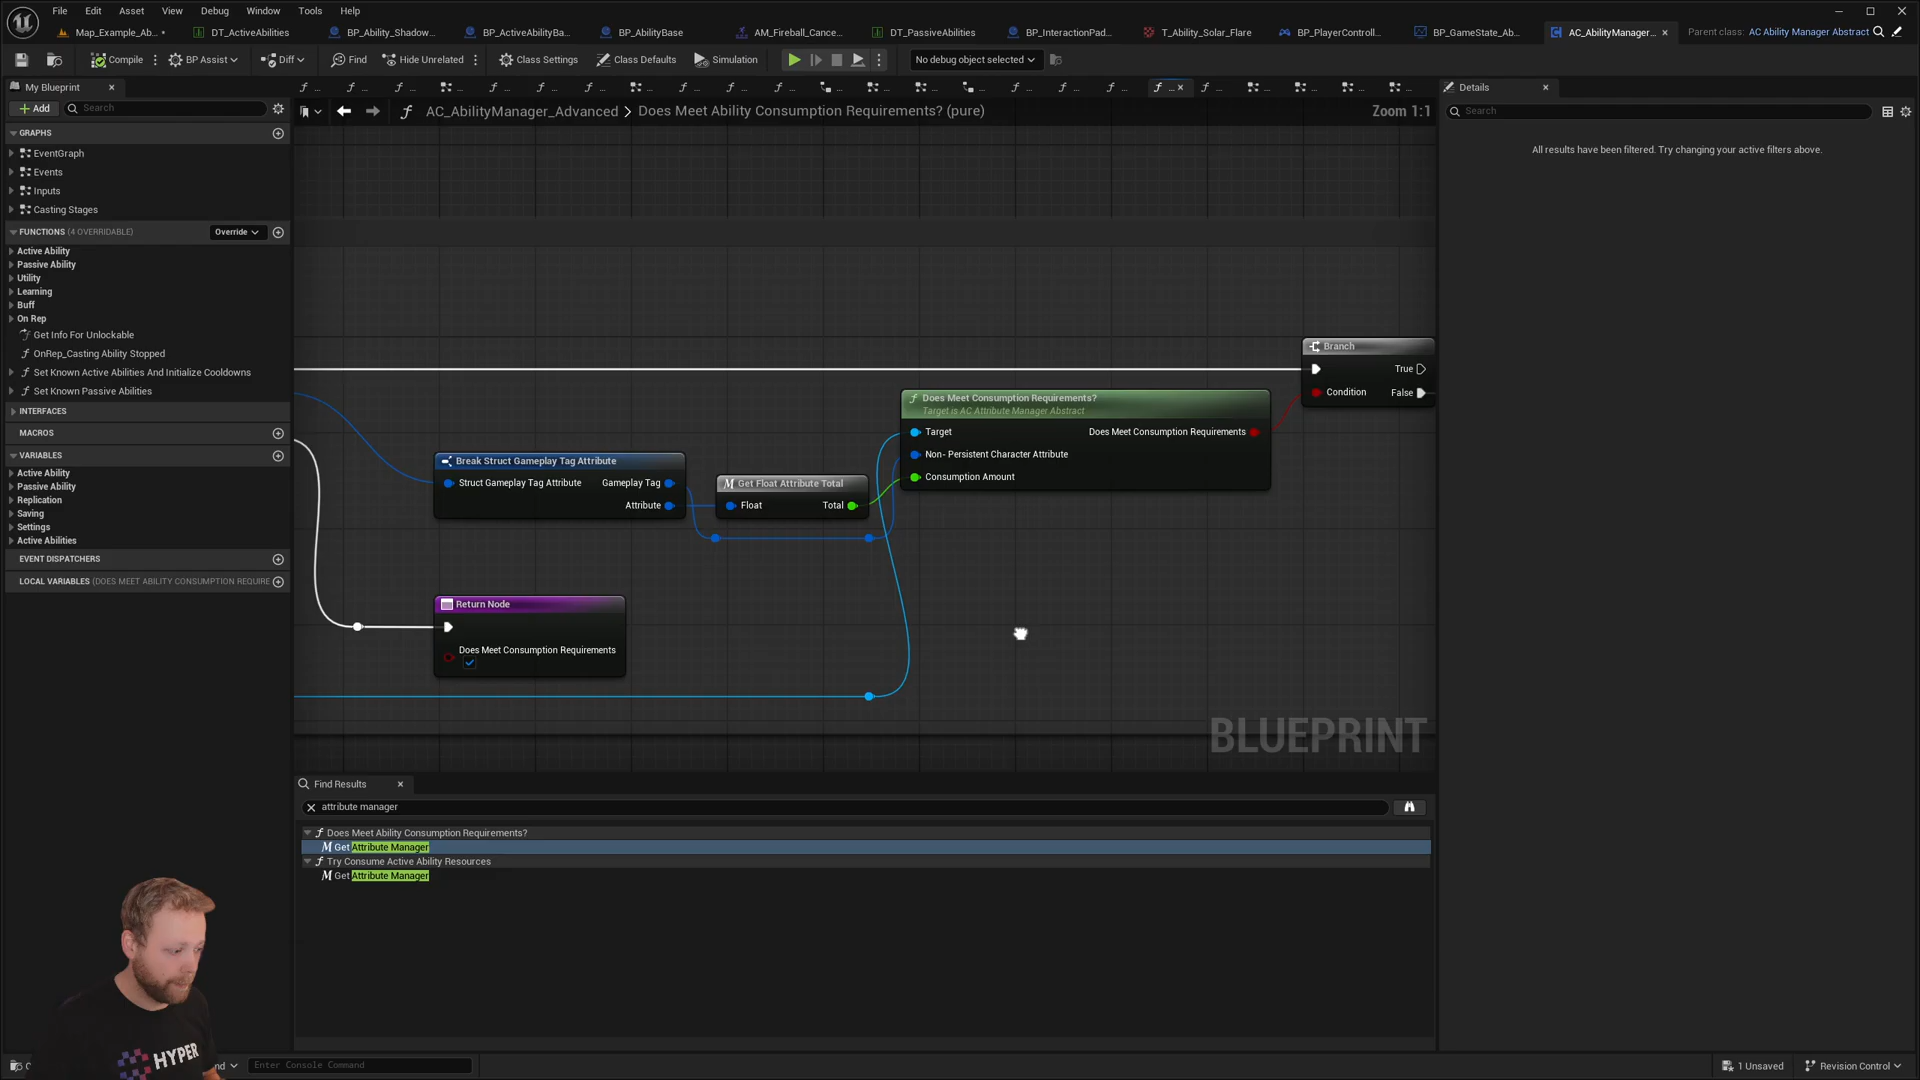 File Edit Asset View Debug Window Tools Help
Map_Example_Ab...
DT_ActiveAbilities
BP_Ability_Shadow...
BP_ActiveAbilityBa...
BP_AbilityBase
AM_Fireball_Cance...
DT_PassiveAbilities
BP_InteractionPad...
T_Ability_Solar_Flare
BP_PlayerControll...
BP_GameState_Ab...
AC_AbilityManager...
Parent class: AC Ability Manager Abstract
Compile
BP Assist
Diff
Find
Hide Unrelated
Class Settings
Class Defaults
Simulation
No debug object selected
My Blueprint
Details
Add
Search
AC_AbilityManager_Advanced > Does Meet Ability Consumption Requirements? (pure)
Zoom 1:1
Search
All results have been filtered. Try changing your active filters above.
GRAPHS
EventGraph
Events
Inputs
Casting Stages
FUNCTIONS (4 OVERRIDABLE)
Override
Active Ability
Passive Ability
Utility
Learning
Buff
On Rep
Get Info For Unlockable
OnRep_Casting Ability Stopped
Set Known Active Abilities And Initialize Cooldowns
Set Known Passive Abilities
INTERFACES
MACROS
VARIABLES
Active Ability
Passive Ability
Replication
Saving
Settings
Active Abilities
EVENT DISPATCHERS
LOCAL VARIABLES (DOES MEET ABILITY CONSUMPTION REQUIRE
Branch
True
Condition
False
Does Meet Consumption Requirements?
Target is AC Attribute Manager Abstract
Target
Does Meet Consumption Requirements
Non- Persistent Character Attribute
Consumption Amount
Break Struct Gameplay Tag Attribute
Struct Gameplay Tag Attribute
Gameplay Tag
Attribute
Get Float Attribute Total
Float
Total
Return Node
Does Meet Consumption Requirements
BLUEPRINT
Find Results
attribute manager
Does Meet Ability Consumption Requirements?
Get Attribute Manager
Try Consume Active Ability Resources
Get Attribute Manager
HYPER
Enter Console Command
1 Unsaved
Revision Control